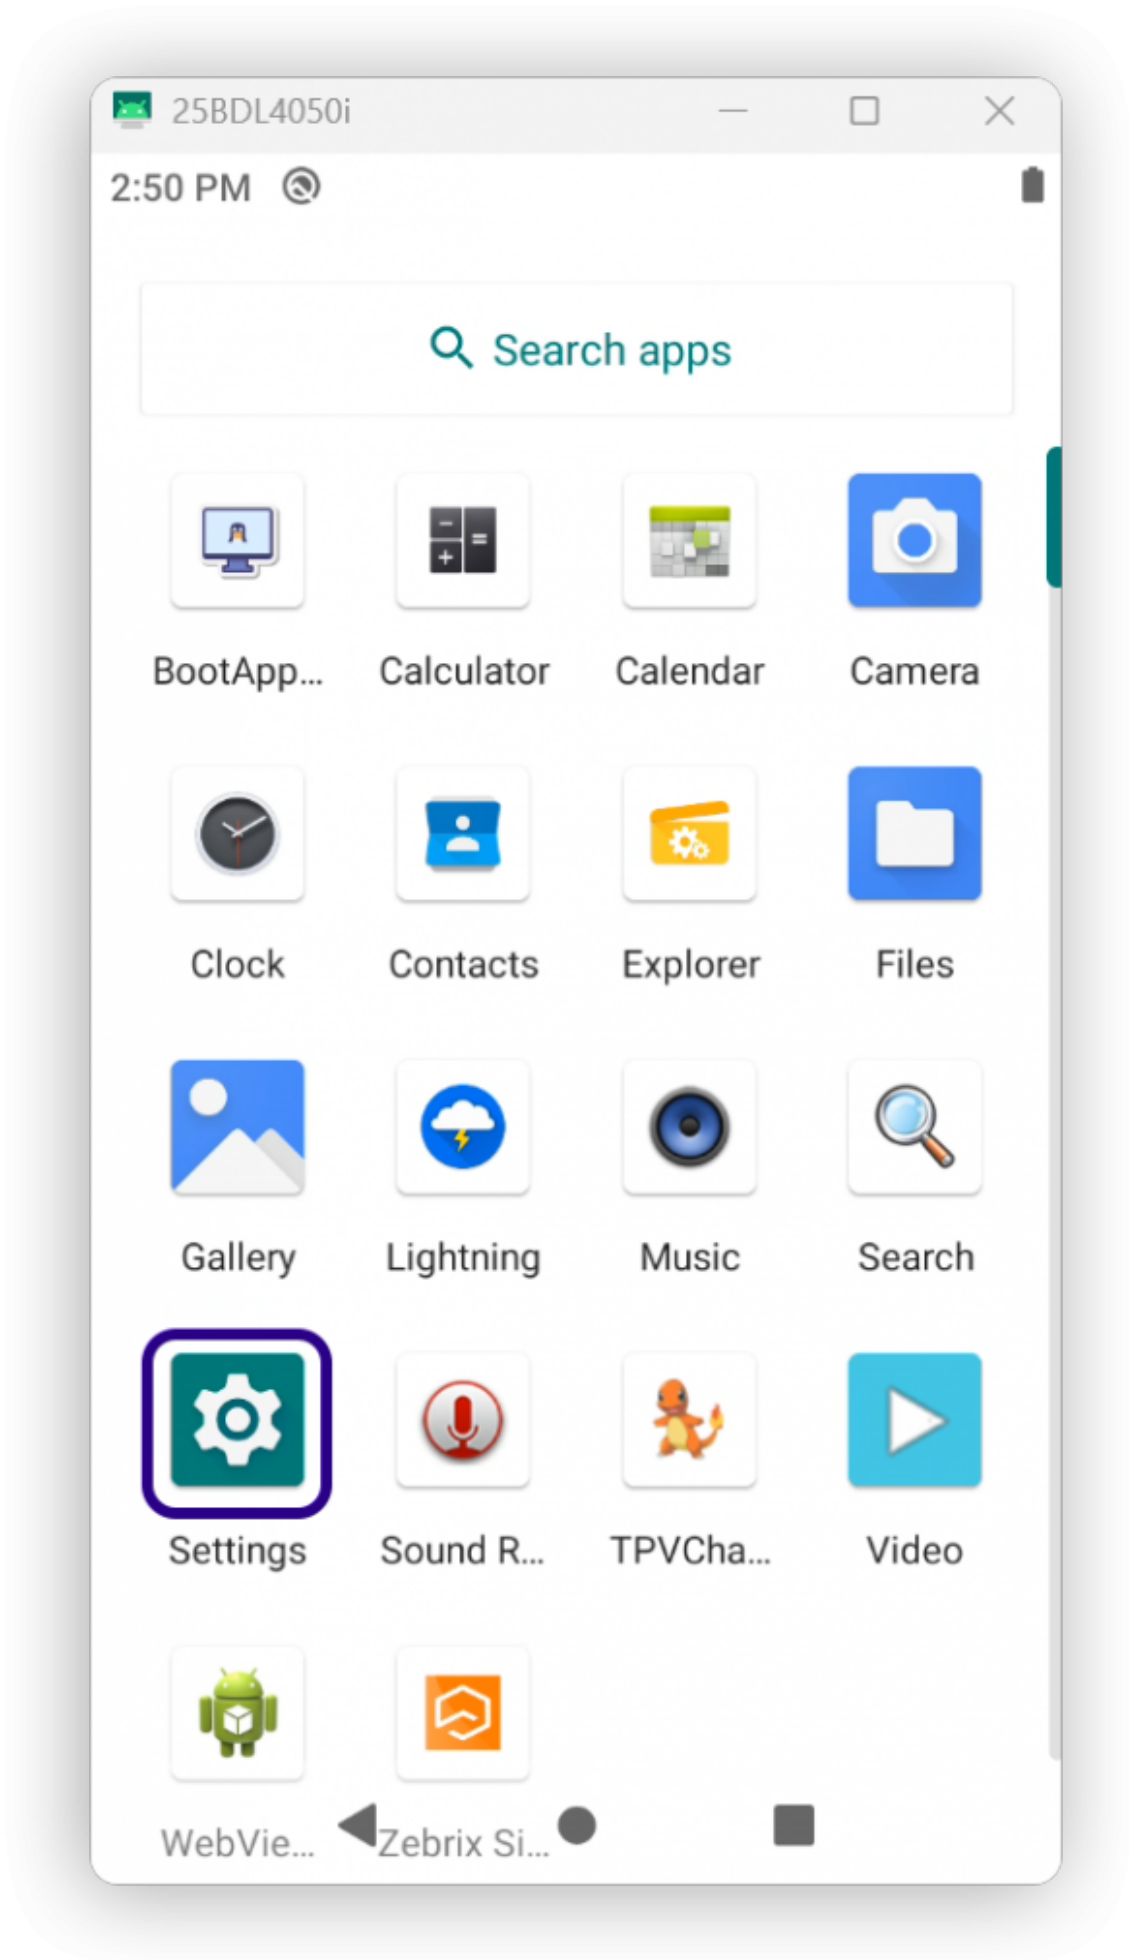 25BDL4050i
2:50 PM
Search apps
BootApp... Calculator Calendar Camera
Clock Contacts Explorer Files
Gallery Lightning Music Search
Settings Sound R... TPVCha... Video
WebVie... Zebrix Si...